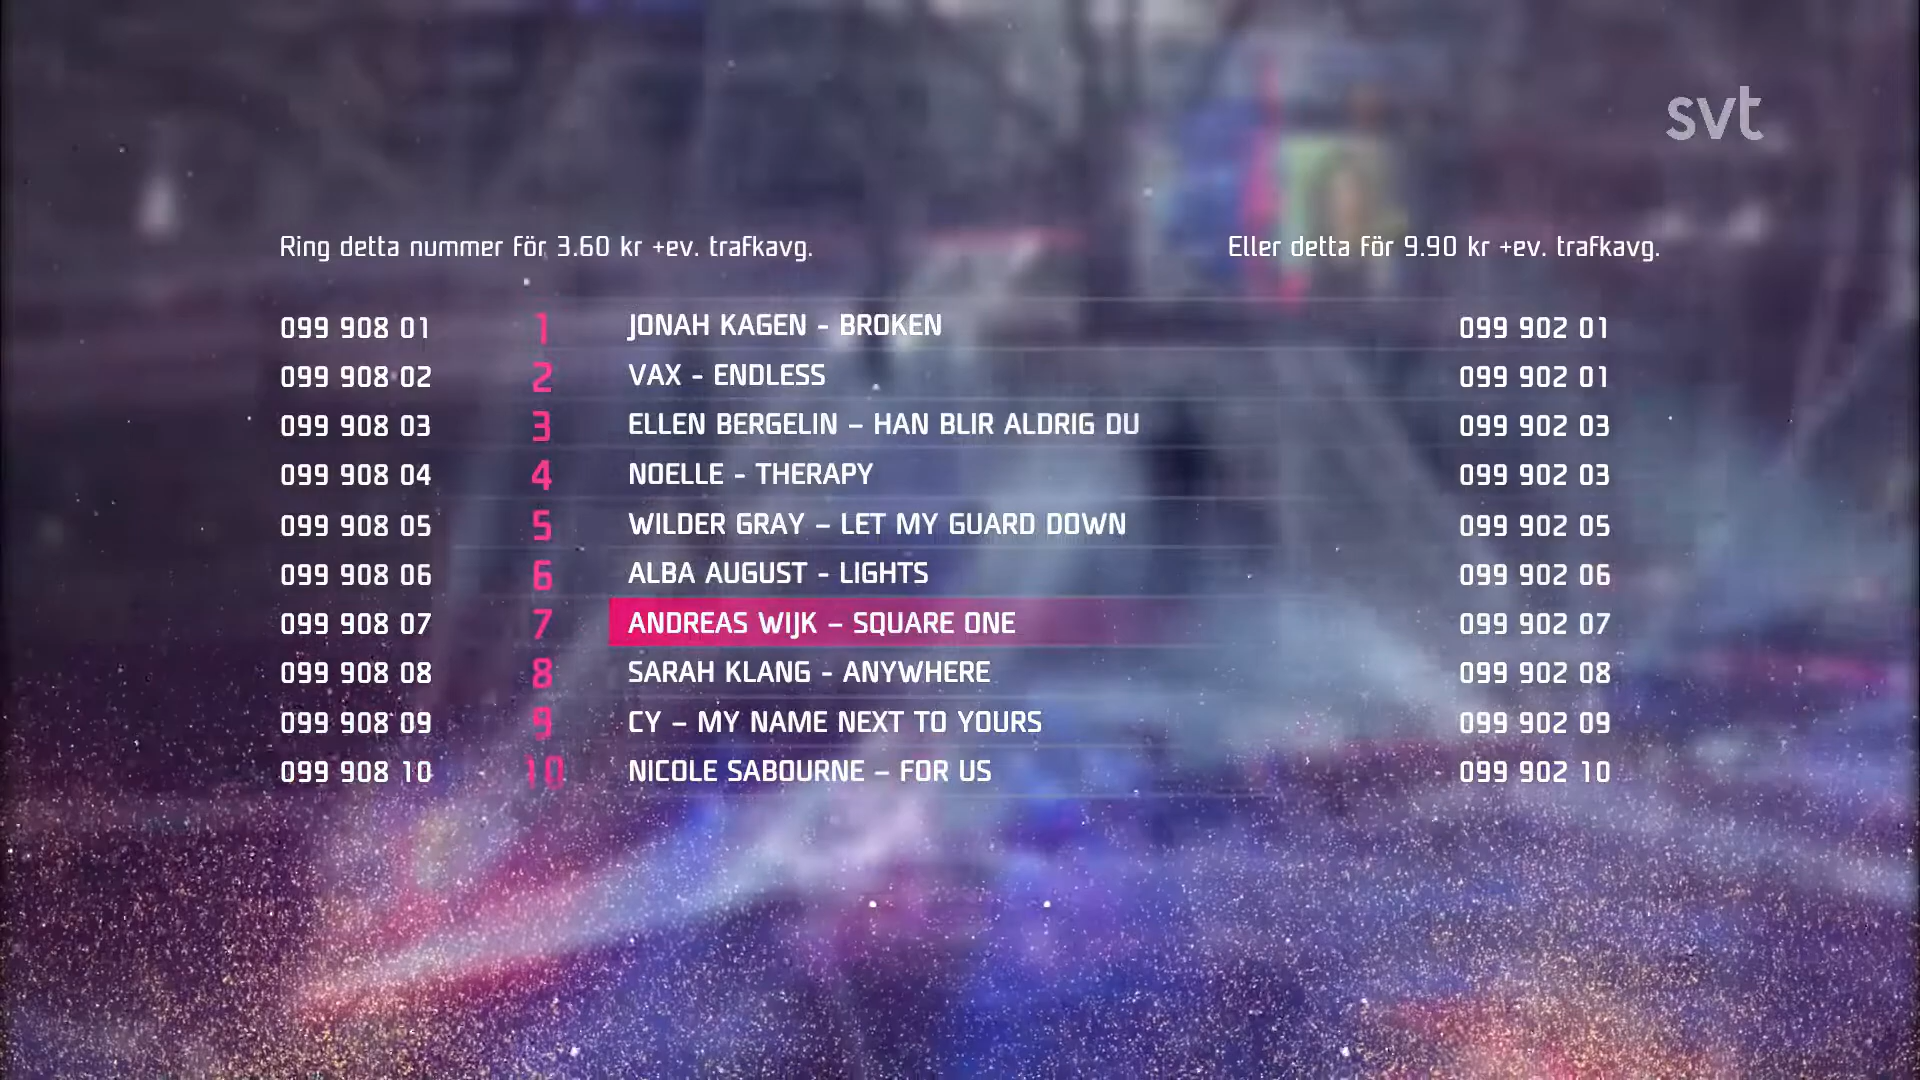 svt
Ring detta nummer för 3.60 kr +ev. trafkavg. Eller detta för 9.90 kr +ev. trafkavg.
099 908 01 1 JONAH KAGEN - BROKEN 099 902 01
099 908 02 2 VAX - ENDLESS 099 902 01
099 908 03 3 ELLEN BERGELIN – HAN BLIR ALDRIG DU 099 902 03
099 908 04 4 NOELLE - THERAPY 099 902 03
099 908 05 5 WILDER GRAY – LET MY GUARD DOWN 099 902 05
099 908 06 6 ALBA AUGUST - LIGHTS 099 902 06
099 908 07 7 ANDREAS WIJK – SQUARE ONE 099 902 07
099 908 08 8 SARAH KLANG - ANYWHERE 099 902 08
099 908 09 9 CY – MY NAME NEXT TO YOURS 099 902 09
099 908 10 10 NICOLE SABOURNE – FOR US 099 902 10